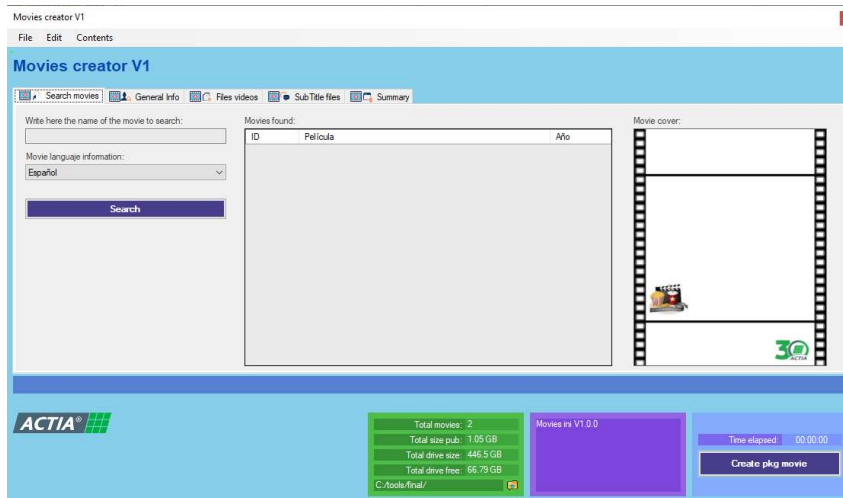 Movies creator V1
File Edit Contents
Movies creator V1
Search movies General Info Files videos SubTitle files Summary
Write here the name of the movie to search:
Movies found:
Movie cover:
ID Película Año
Movie languaje information:
Español
Search
30
ACTIA
ACTIA®
Total movies: 2
Total size pub: 1.05 GB
Total drive size: 446.5 GB
Total drive free: 66.79 GB
C:/tools/final/
Movies ini V1.0.0
Time elapsed: 00:00:00
Create pkg movie